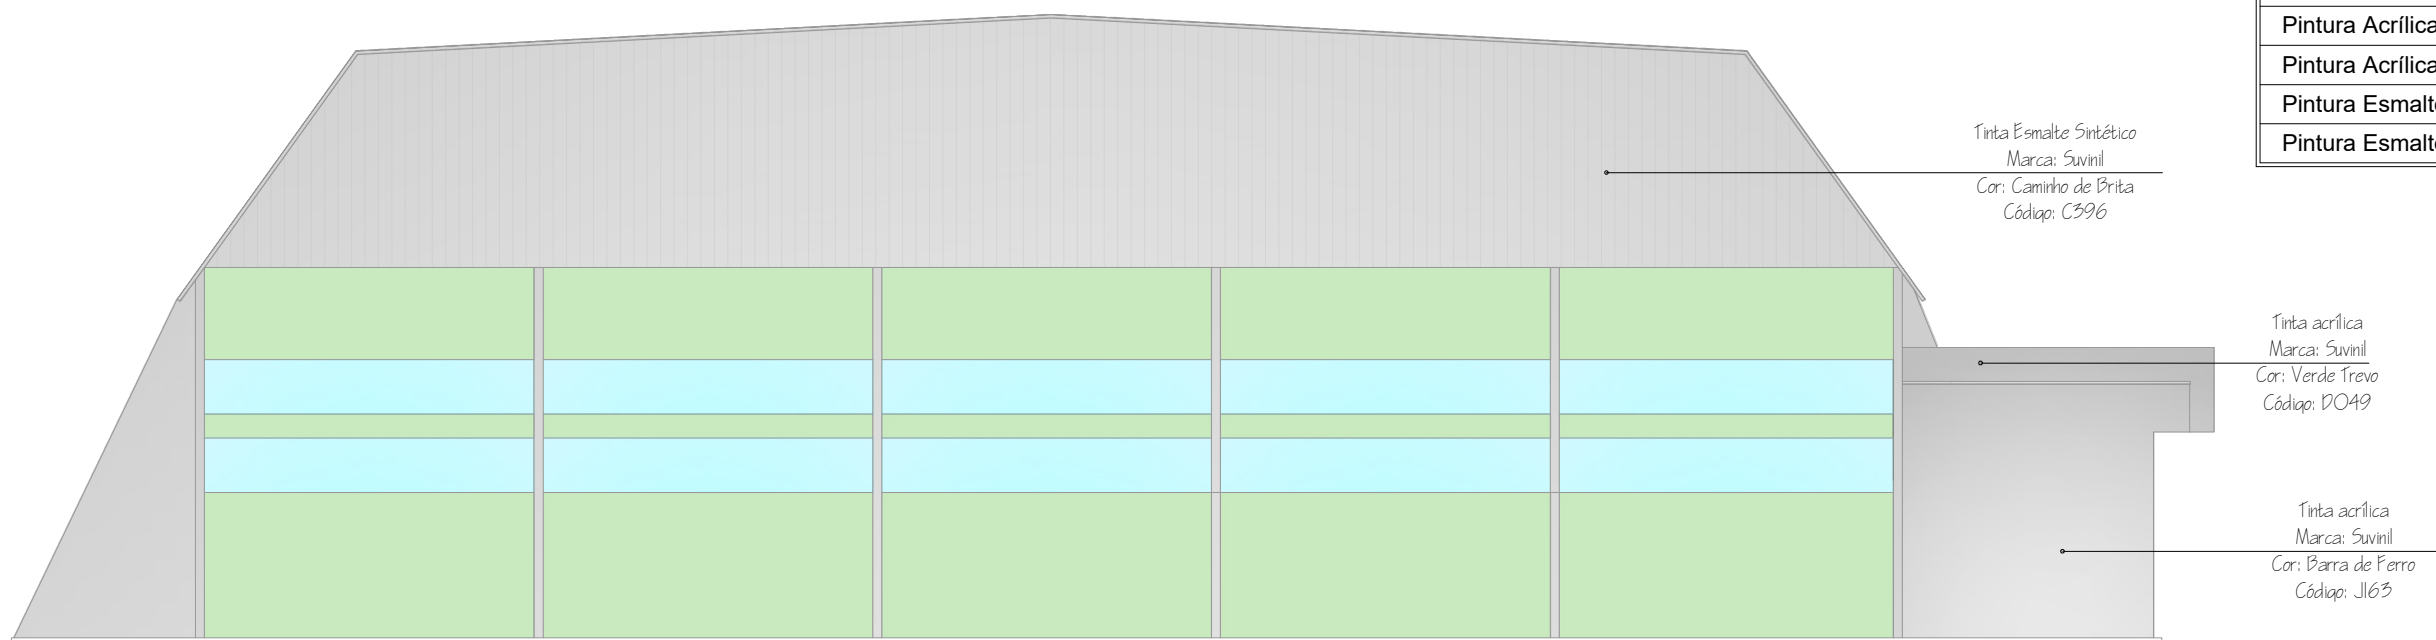 Pintura Acrílica
Pintura Acrílica
Pintura Esmalte
Pintura Esmalte
Tinta Esmalte Sintético
Marca: Suvinil
Cor: Caminho de Brita
Código: C396
Tinta acrílica
Marca: Suvinil
Cor: Verde Trevo
Código: D049
Tinta acrílica
Marca: Suvinil
Cor: Barra de Ferro
Código: J163